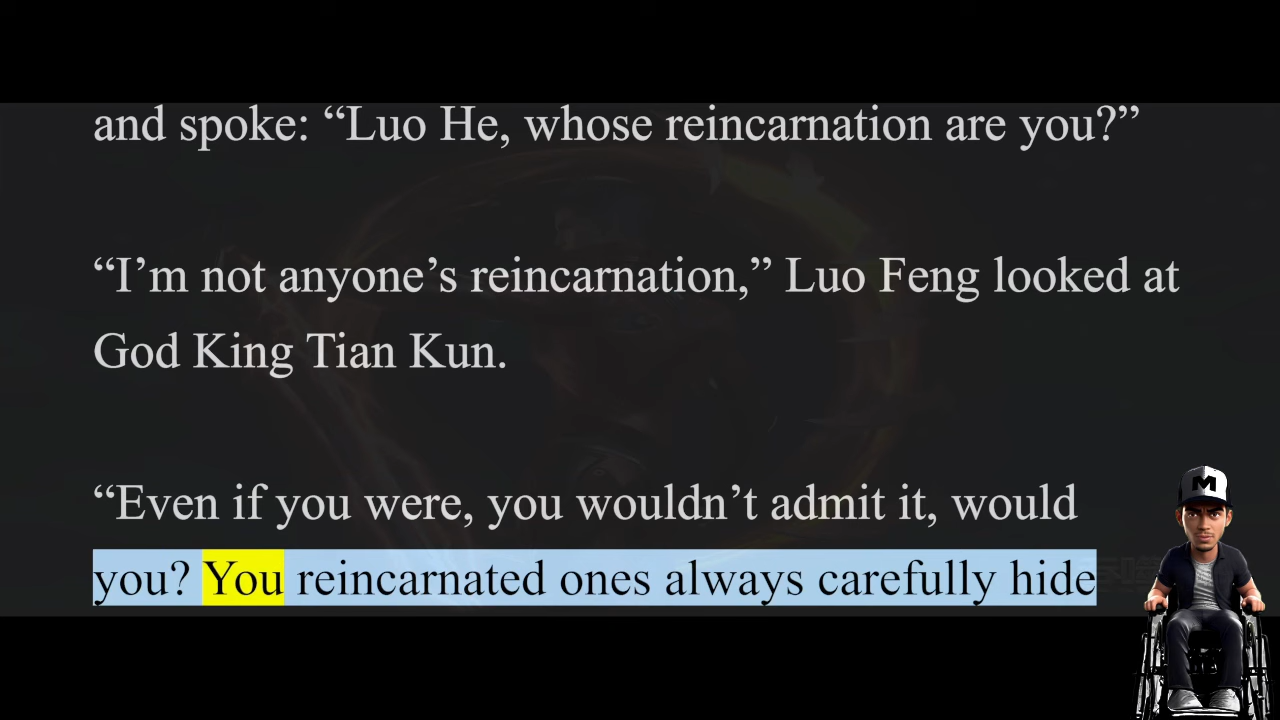 and spoke: “Luo He, whose reincarnation are you?”
“I’m not anyone’s reincarnation,” Luo Feng looked at
God King Tian Kun.
“Even if you were, you wouldn’t admit it, would
you? You reincarnated ones always carefully hide
M